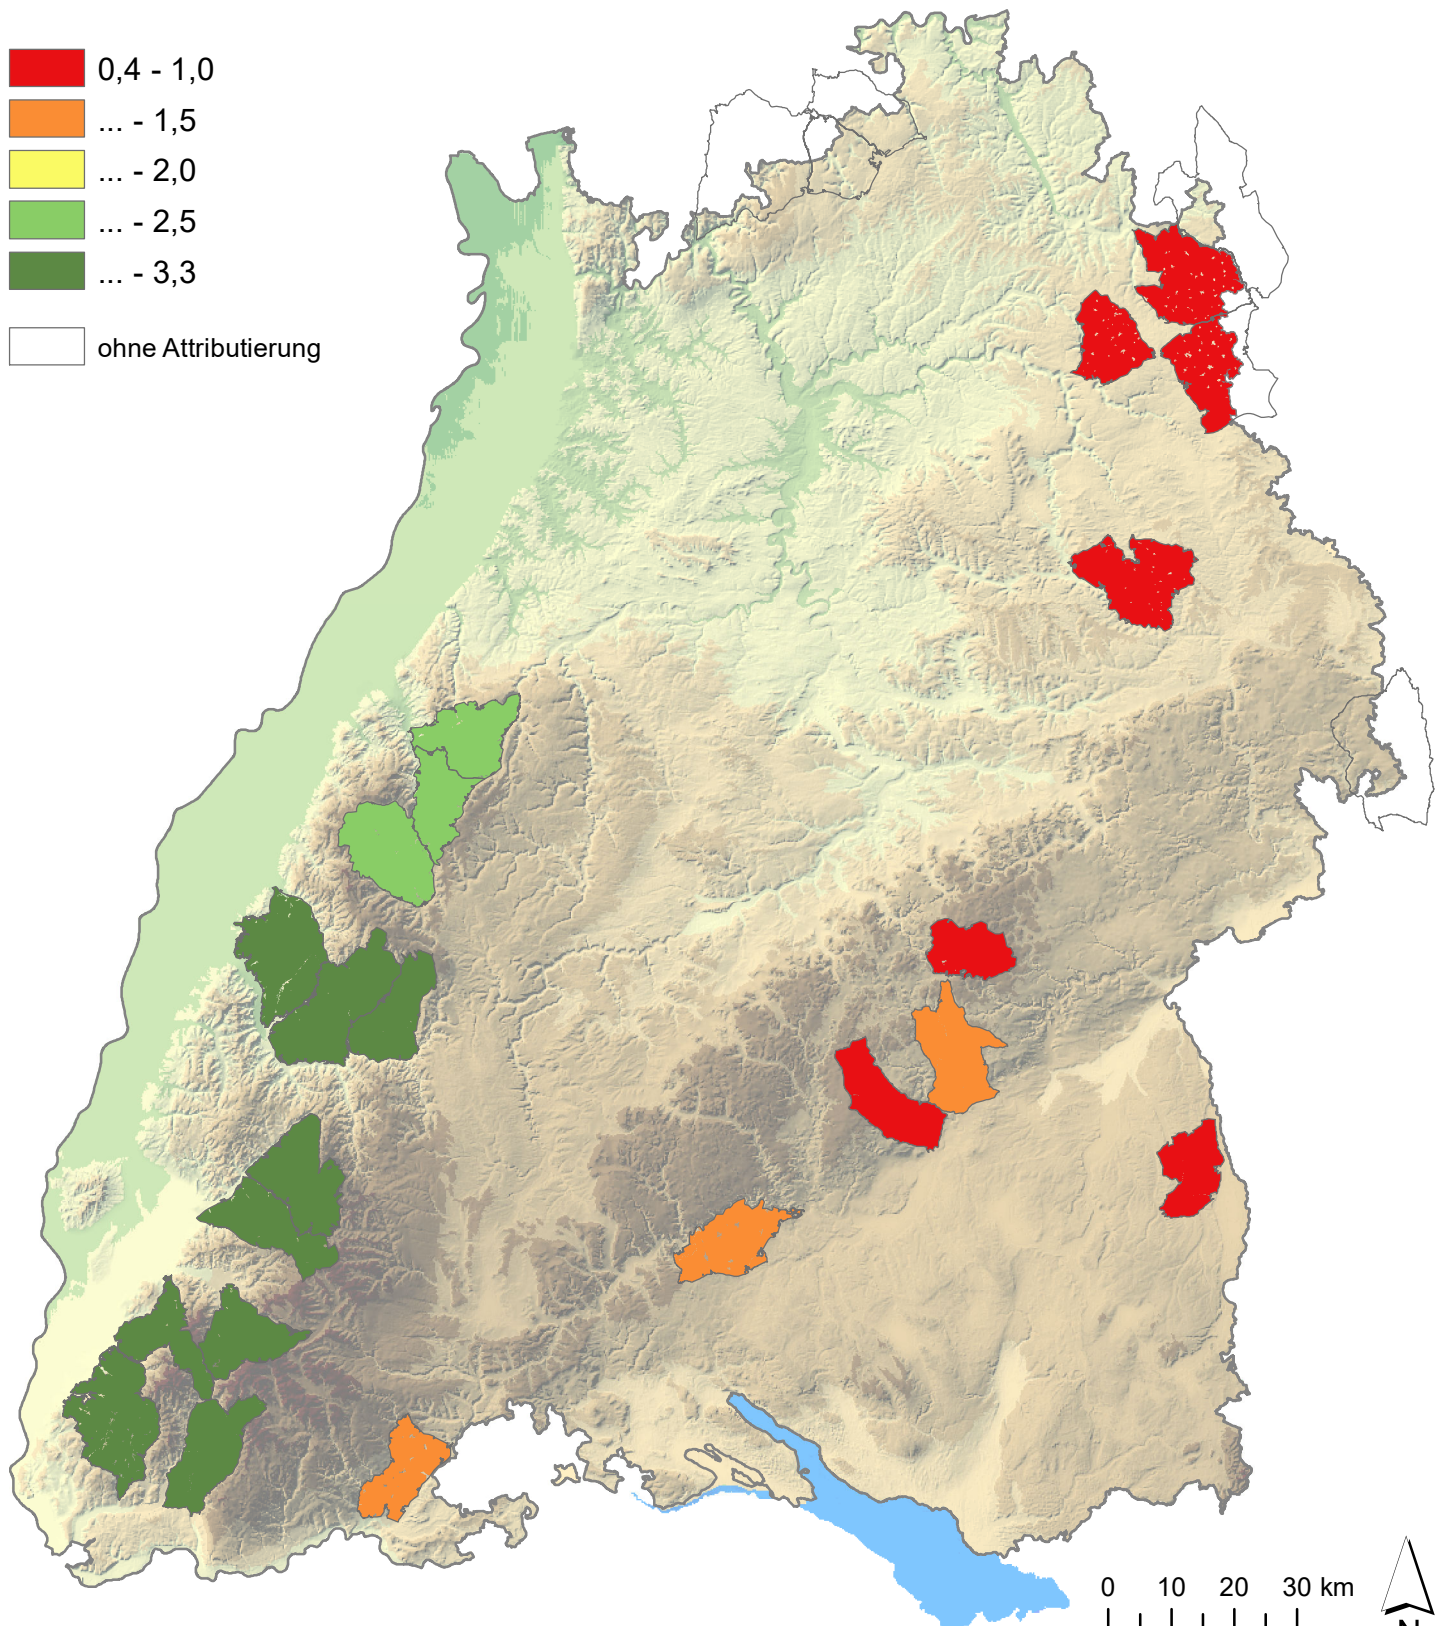 0,4 - 1,0
... - 1,5
... - 2,0
... - 2,5
... - 3,3
ohne Attributierung
0 10 20 30 km
N